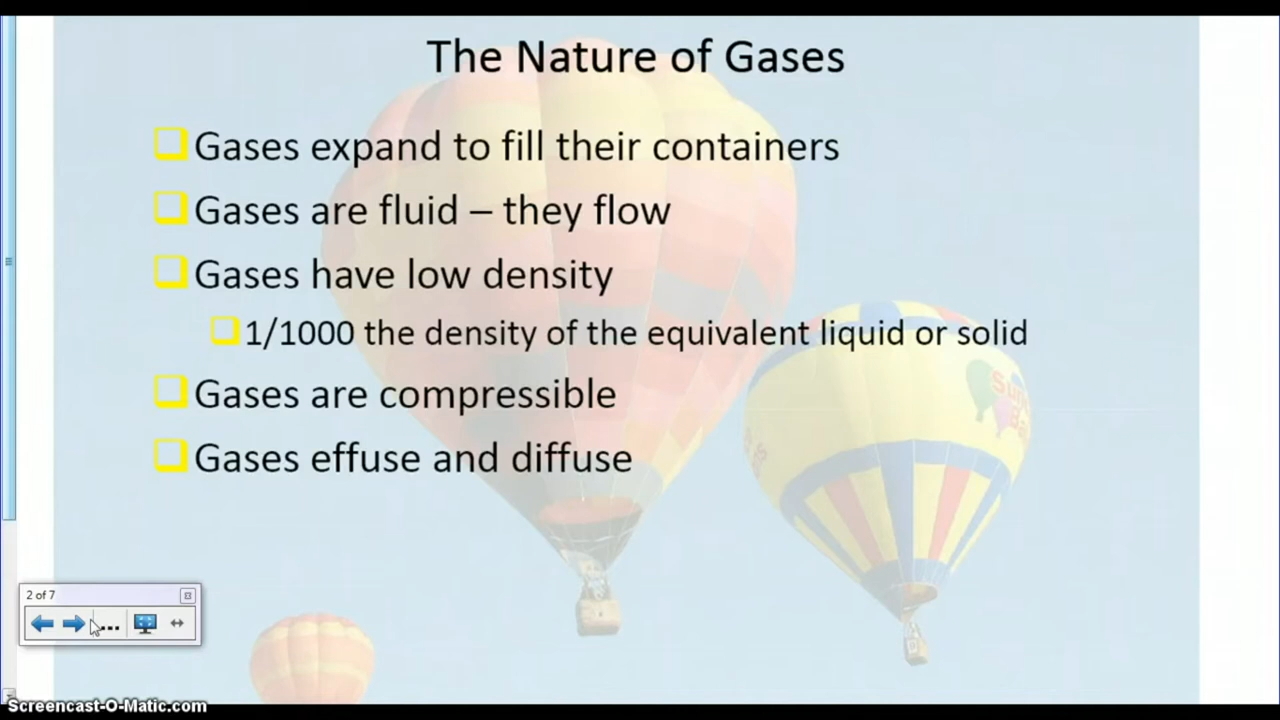 The Nature of Gases
Gases expand to fill their containers
Gases are fluid – they flow
Gases have low density
1/1000 the density of the equivalent liquid or solid
Gases are compressible
Gases effuse and diffuse
2 of 7
Screencast-O-Matic.com